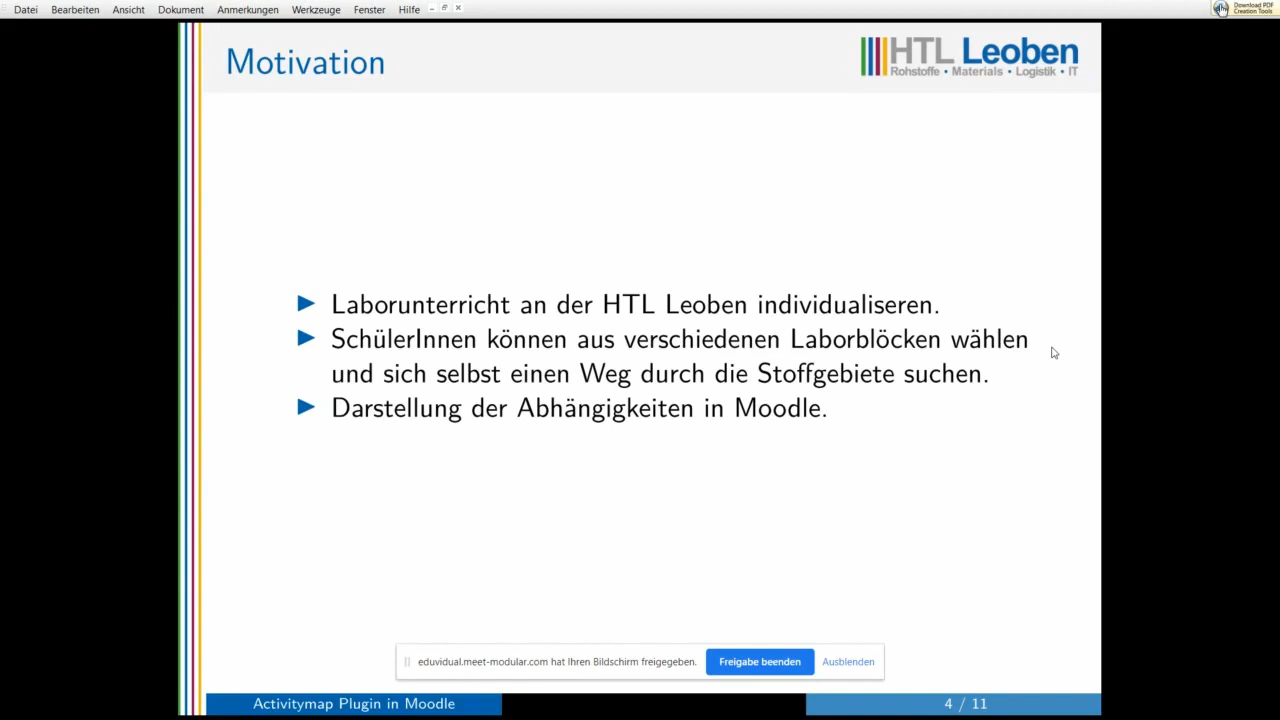 Datei Bearbeiten Ansicht Dokument Anmerkungen Werkzeuge Fenster Hilfe
Download PDF
Creation Tools
Motivation
HTL Leoben
Rohstoffe • Materials • Logistik • IT
Laborunterricht an der HTL Leoben individualiseren.
SchülerInnen können aus verschiedenen Laborblöcken wählen
und sich selbst einen Weg durch die Stoffgebiete suchen.
Darstellung der Abhängigkeiten in Moodle.
eduvidual.meet-modular.com hat Ihren Bildschirm freigegeben. Freigabe beenden Ausblenden
Activitymap Plugin in Moodle 4 / 11